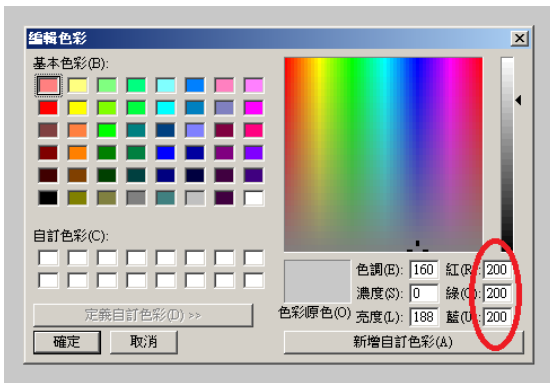 編輯色彩
基本色彩(B):
自訂色彩(C):
定義自訂色彩(D) >>
確定
取消
色彩原色(O)
色調(E): 160 紅(R): 200
濃度(S): 0 綠(G): 200
亮度(L): 188 藍(U): 200
新增自訂色彩(A)